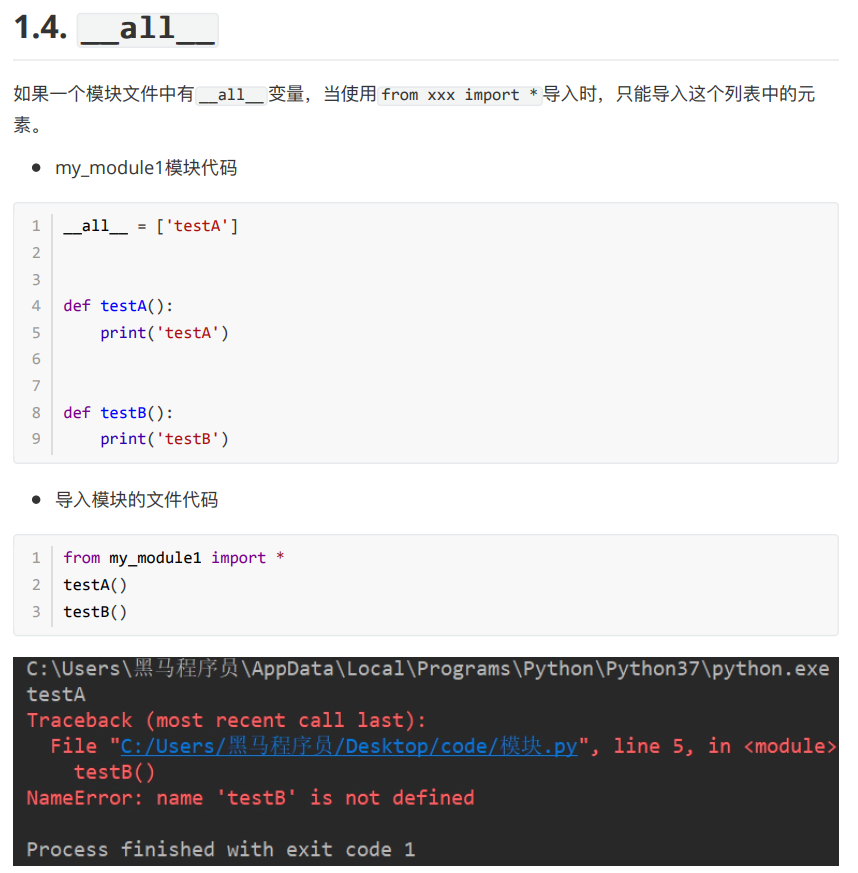 1.4. __all__
如果一个模块文件中有__all__变量，当使用from xxx import *导入时，只能导入这个列表中的元
素。
● my_module1模块代码
1 __all__ = ['testA']
2
3
4 def testA():
5     print('testA')
6
7
8 def testB():
9     print('testB')
● 导入模块的文件代码
1 from my_module1 import *
2 testA()
3 testB()
C:\Users\黑马程序员\AppData\Local\Programs\Python\Python37\python.exe
testA
Traceback (most recent call last):
  File "C:/Users/黑马程序员/Desktop/code/模块.py", line 5, in <module>
    testB()
NameError: name 'testB' is not defined
Process finished with exit code 1